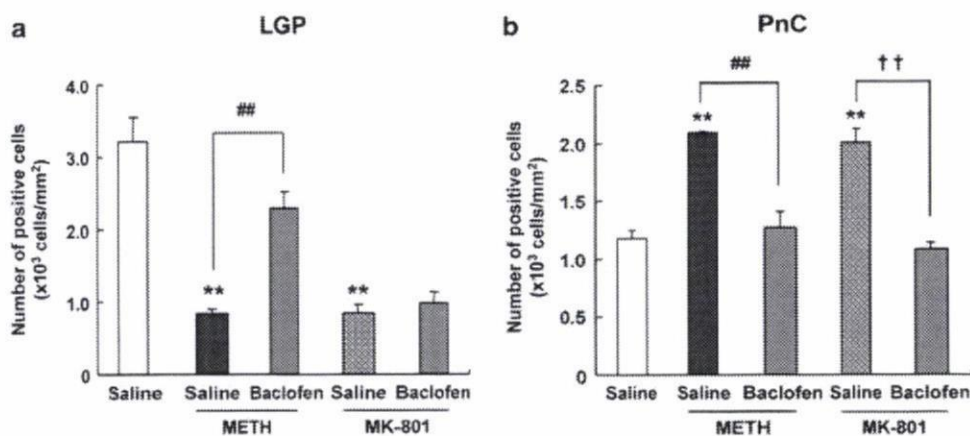 a
LGP
Number of positive cells
(x10³ cells/mm²)
4.0
3.0
2.0
1.0
0
##
**
**
Saline
Saline
Baclofen
Saline
Baclofen
METH
MK-801
b
PnC
Number of positive cells
(x10³ cells/mm²)
2.5
2.0
1.5
1.0
0.5
0
##
† †
**
**
Saline
Saline
Baclofen
Saline
Baclofen
METH
MK-801